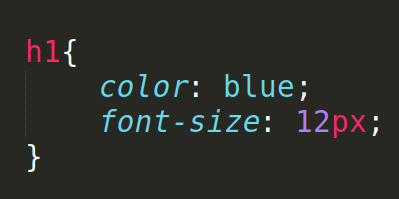 h1{
color: blue;
font-size: 12px;
}